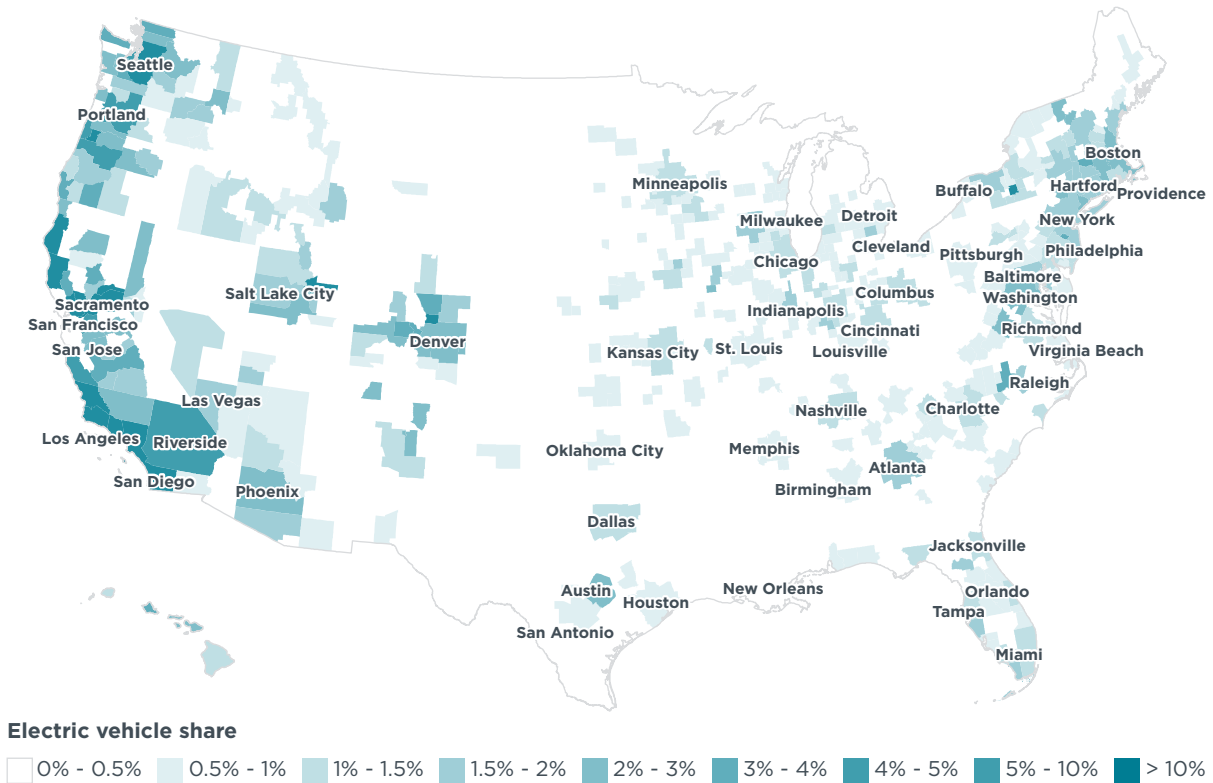 Seattle
Portland
Minneapolis
Boston
Buffalo
Hartford
Providence
Milwaukee
Detroit
New York
Cleveland
Pittsburgh
Philadelphia
Chicago
Baltimore
Salt Lake City
Columbus
Washington
Sacramento
Indianapolis
San Francisco
Cincinnati
Richmond
Denver
San Jose
Kansas City
St. Louis
Louisville
Virginia Beach
Raleigh
Las Vegas
Nashville
Charlotte
Los Angeles
Riverside
Oklahoma City
Memphis
Atlanta
San Diego
Phoenix
Birmingham
Dallas
Jacksonville
Austin
Houston
New Orleans
Orlando
Tampa
San Antonio
Miami
Electric vehicle share
0% - 0.5% 0.5% - 1% 1% - 1.5% 1.5% - 2% 2% - 3% 3% - 4% 4% - 5% 5% - 10% > 10%